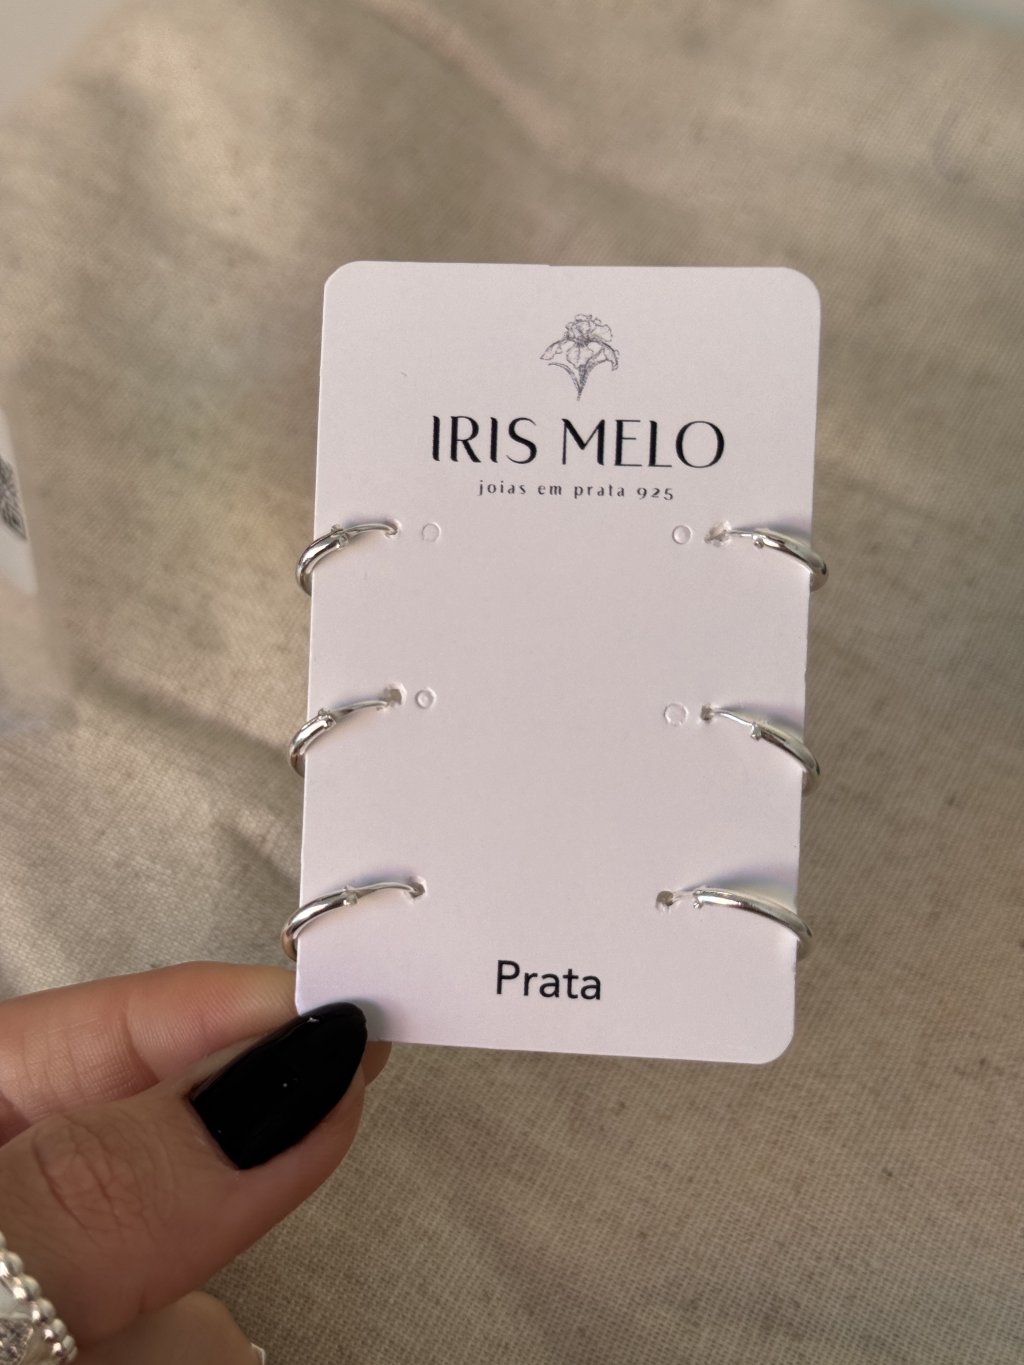 IRIS MELO
joias em prata 925
Prata